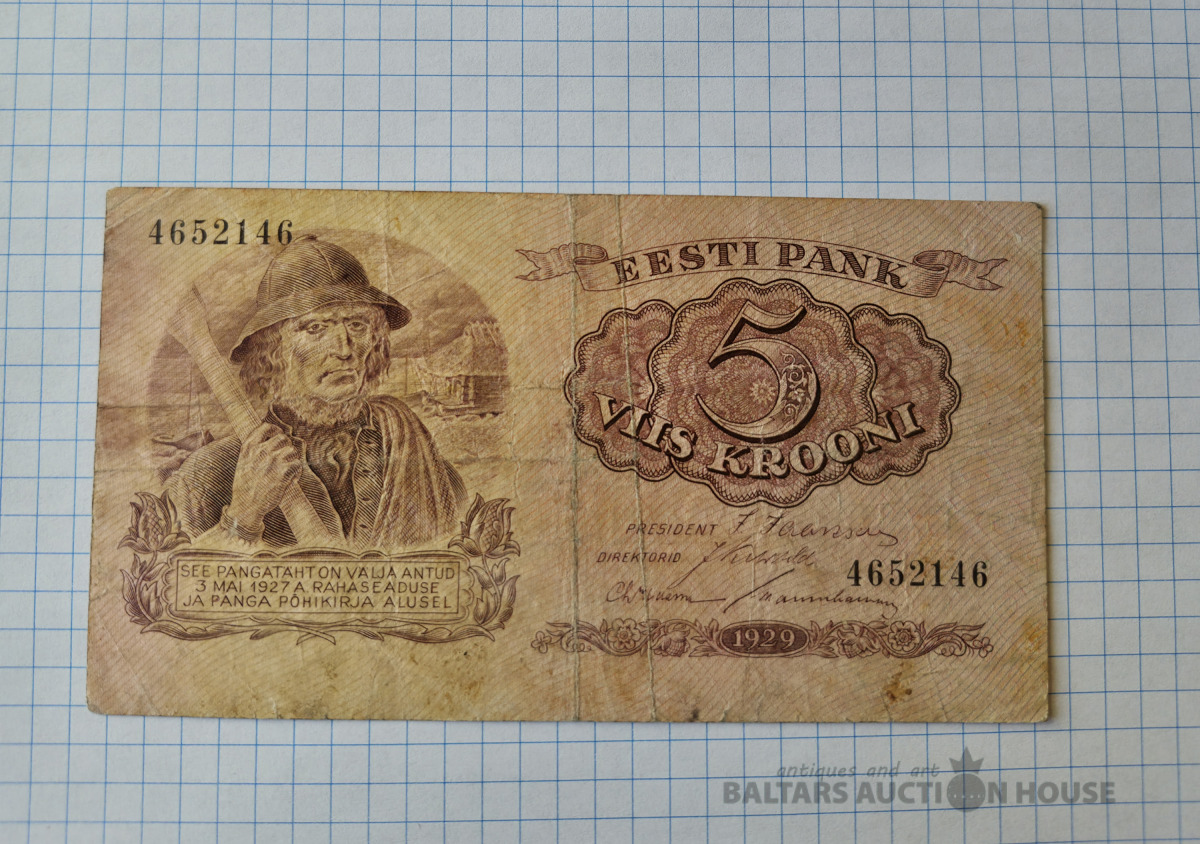 4652146
EESTI PANK
5
VIIS KROONI
PRESIDENT
DIREKTORID
4652146
SEE PANGATÄHT ON VÄLJA ANTUD
3 MAI 1927 A. RAHASEADUSE
JA PANGA PÕHIKIRJA ALUSEL
1929
antiques and art
BALTARS AUCTION HOUSE